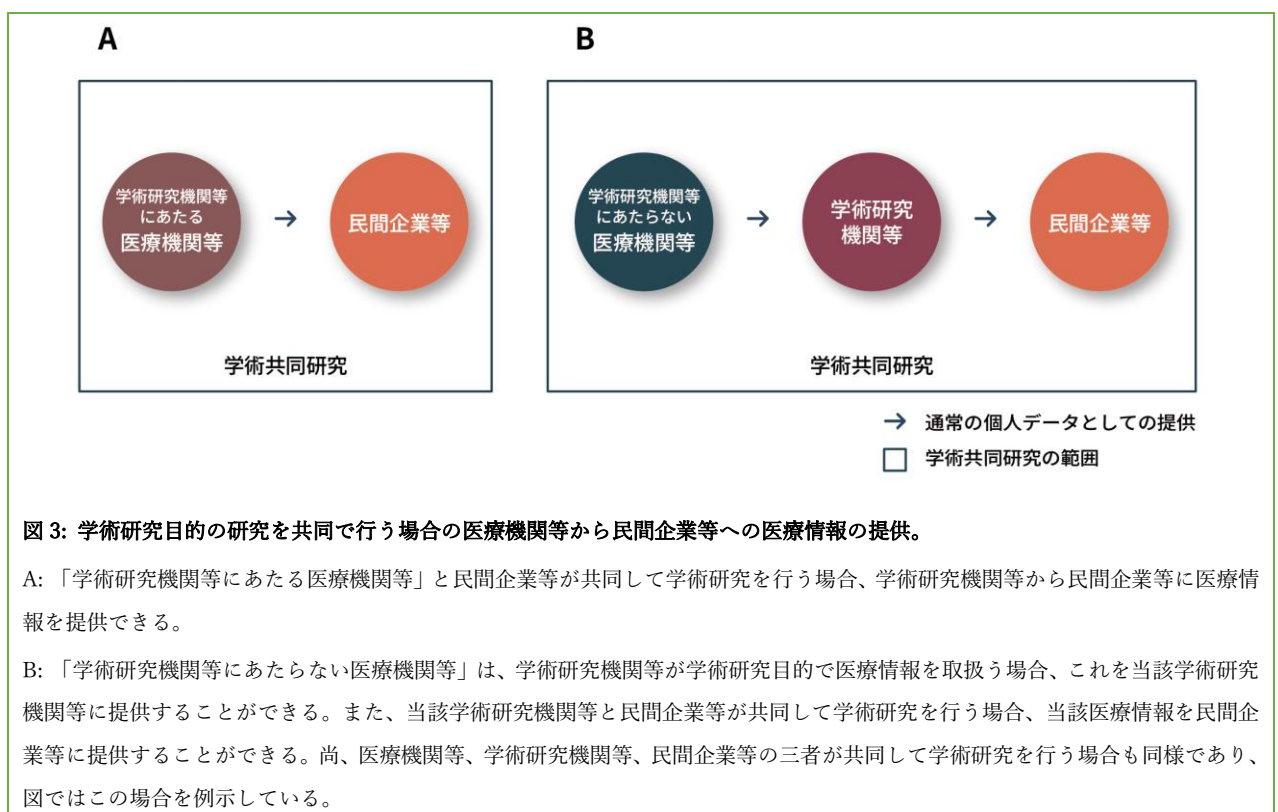 A
B
学術研究機関等
にあたる
医療機関等
→
民間企業等
学術共同研究
学術研究機関等
にあたらない
医療機関等
→
学術研究
機関等
→
民間企業等
学術共同研究
→ 通常の個人データとしての提供
学術共同研究の範囲
図 3: 学術研究目的の研究を共同で行う場合の医療機関等から民間企業等への医療情報の提供。
A: 「学術研究機関等にあたる医療機関等」と民間企業等が共同して学術研究を行う場合、学術研究機関等から民間企業等に医療情
報を提供できる。
B: 「学術研究機関等にあたらない医療機関等」は、学術研究機関等が学術研究目的で医療情報を取扱う場合、これを当該学術研究
機関等に提供することができる。また、当該学術研究機関等と民間企業等が共同して学術研究を行う場合、当該医療情報を民間企
業等に提供することができる。尚、医療機関等、学術研究機関等、民間企業等の三者が共同して学術研究を行う場合も同様であり、
図ではこの場合を例示している。